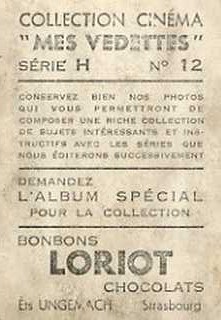 COLLECTION CINÉMA
"MES VEDETTES"
SÉRIE H No 12
CONSERVEZ BIEN NOS PHOTOS
QUI VOUS PERMETTRONT DE
COMPOSER UNE RICHE COLLECTION
DE SUJETS INTÉRESSANTS ET INS-
TRUCTIFS AVEC LES SÉRIES QUE
NOUS ÉDITERONS SUCCESSIVEMENT
DEMANDEZ
L'ALBUM SPÉCIAL
POUR LA COLLECTION
BONBONS
LORIOT
CHOCOLATS
Ets UNGEMACH Strasbourg